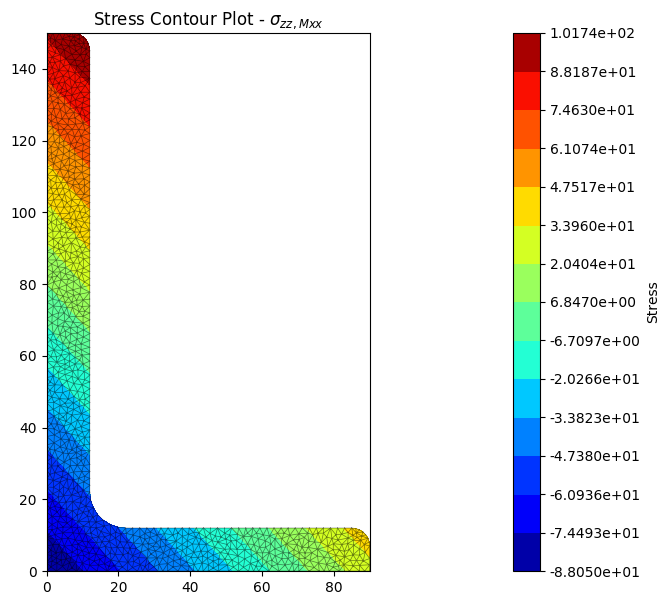 Stress Contour Plot - σzz, Mxx
1.0174e+02
8.8187e+01
7.4630e+01
6.1074e+01
4.7517e+01
3.3960e+01
2.0404e+01
6.8470e+00
-6.7097e+00
-2.0266e+01
-3.3823e+01
-4.7380e+01
-6.0936e+01
-7.4493e+01
-8.8050e+01
Stress
140
120
100
80
60
40
20
0
0 20 40 60 80